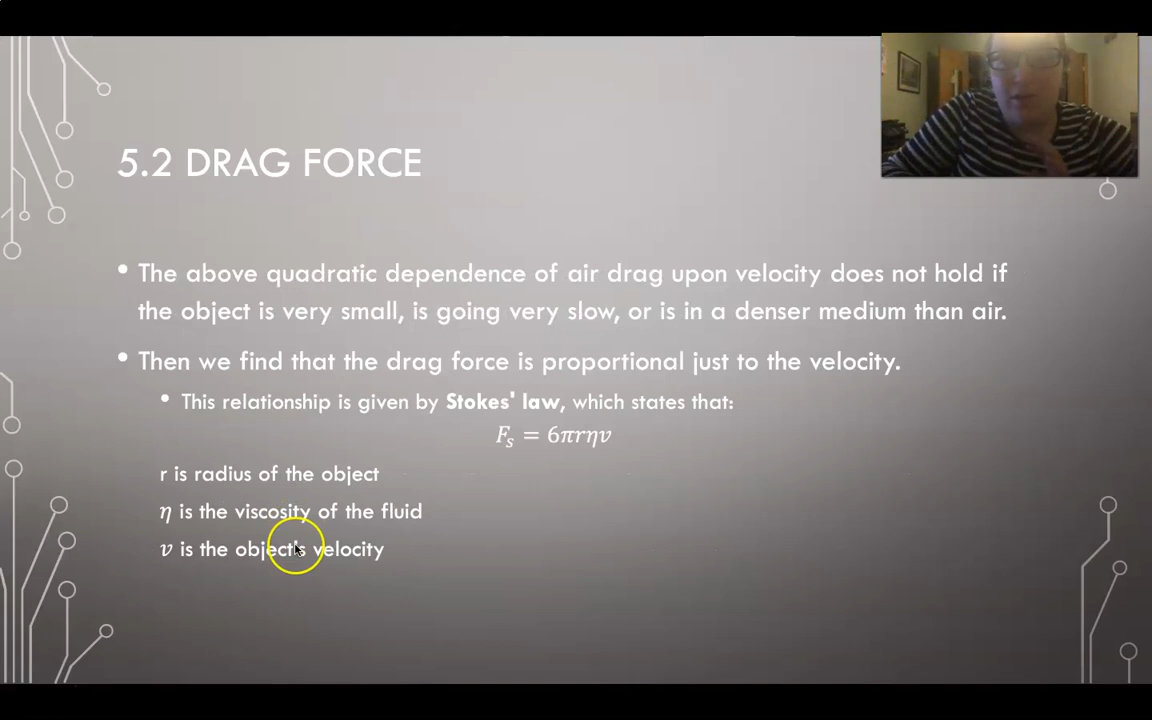 5.2 DRAG FORCE
• The above quadratic dependence of air drag upon velocity does not hold if
the object is very small, is going very slow, or is in a denser medium than air.
• Then we find that the drag force is proportional just to the velocity.
• This relationship is given by Stokes' law, which states that:
𝐹ₛ = 6𝜋𝑟𝜂𝑣
r is radius of the object
𝜂 is the viscosity of the fluid
𝑣 is the object's velocity